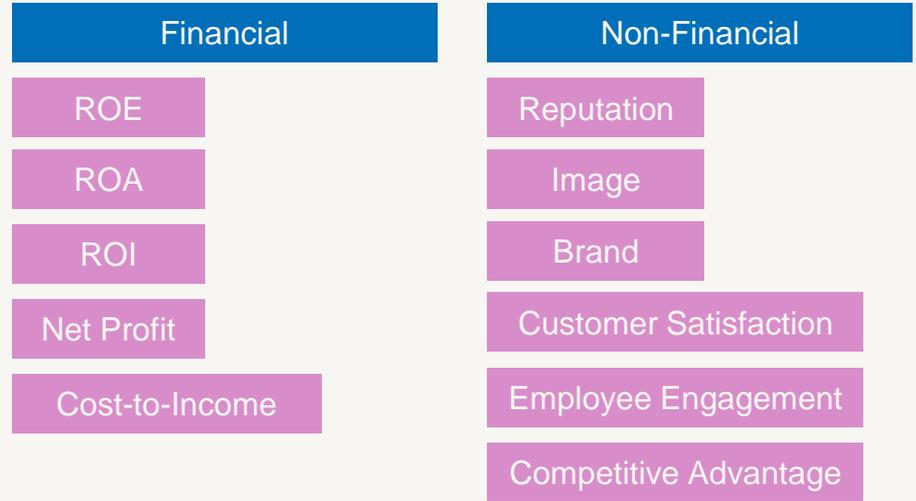 Financial
ROE
ROA
ROI
Net Profit
Cost-to-Income
Non-Financial
Reputation
Image
Brand
Customer Satisfaction
Employee Engagement
Competitive Advantage